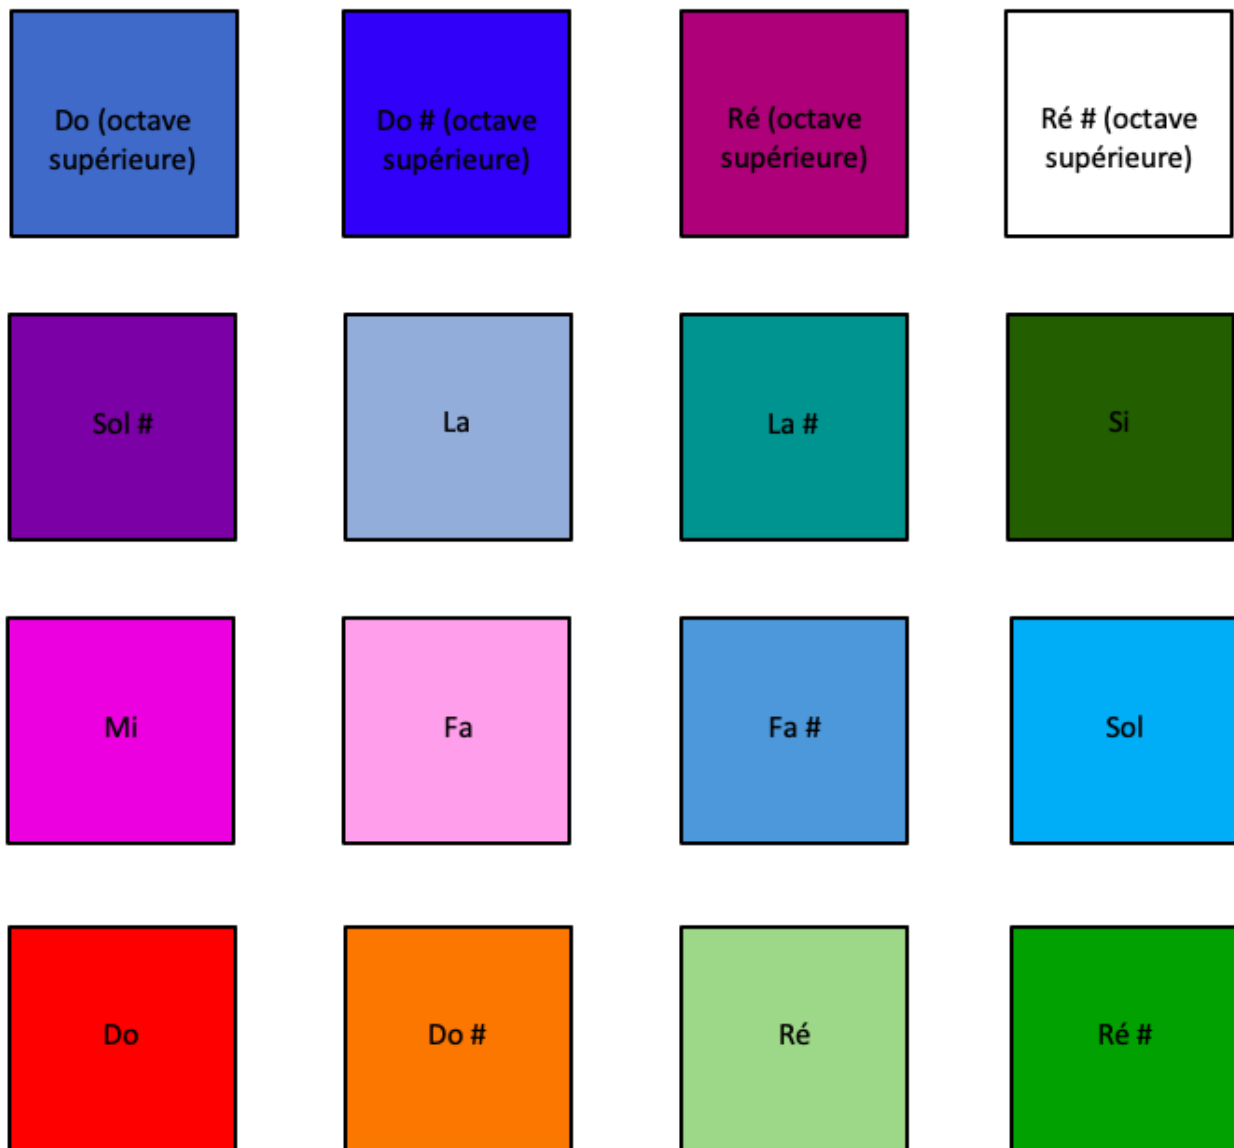 Do (octave
supérieure)
Do # (octave
supérieure)
Ré (octave
supérieure)
Ré # (octave
supérieure)
Sol #
La
La #
Si
Mi
Fa
Fa #
Sol
Do
Do #
Ré
Ré #